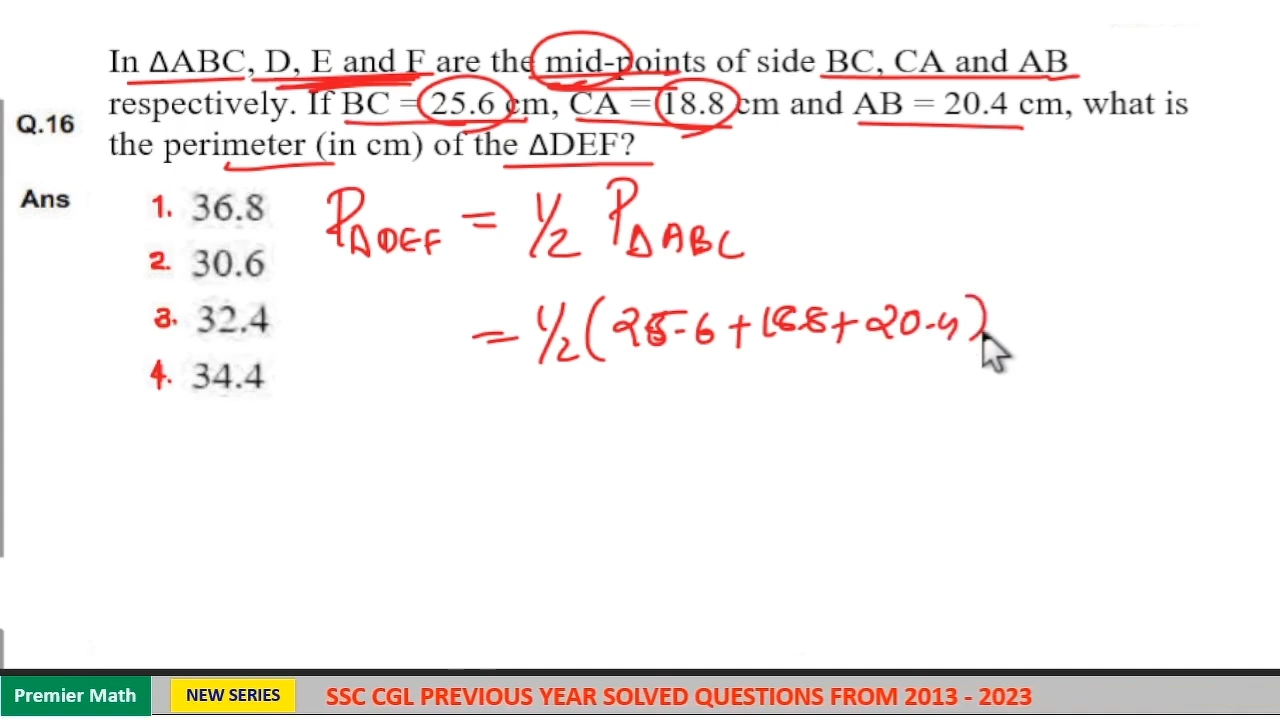 In ΔABC, D, E and F are the mid-points of side BC, CA and AB
Q.16 respectively. If BC = 25.6 cm, CA = 18.8 cm and AB = 20.4 cm, what is
the perimeter (in cm) of the ΔDEF?
Ans 1. 36.8
2. 30.6
3. 32.4
4. 34.4
P ΔDEF = 1/2 P ΔABC
= 1/2 (25.6 + 18.8 + 20.4)
Premier Math NEW SERIES SSC CGL PREVIOUS YEAR SOLVED QUESTIONS FROM 2013 - 2023